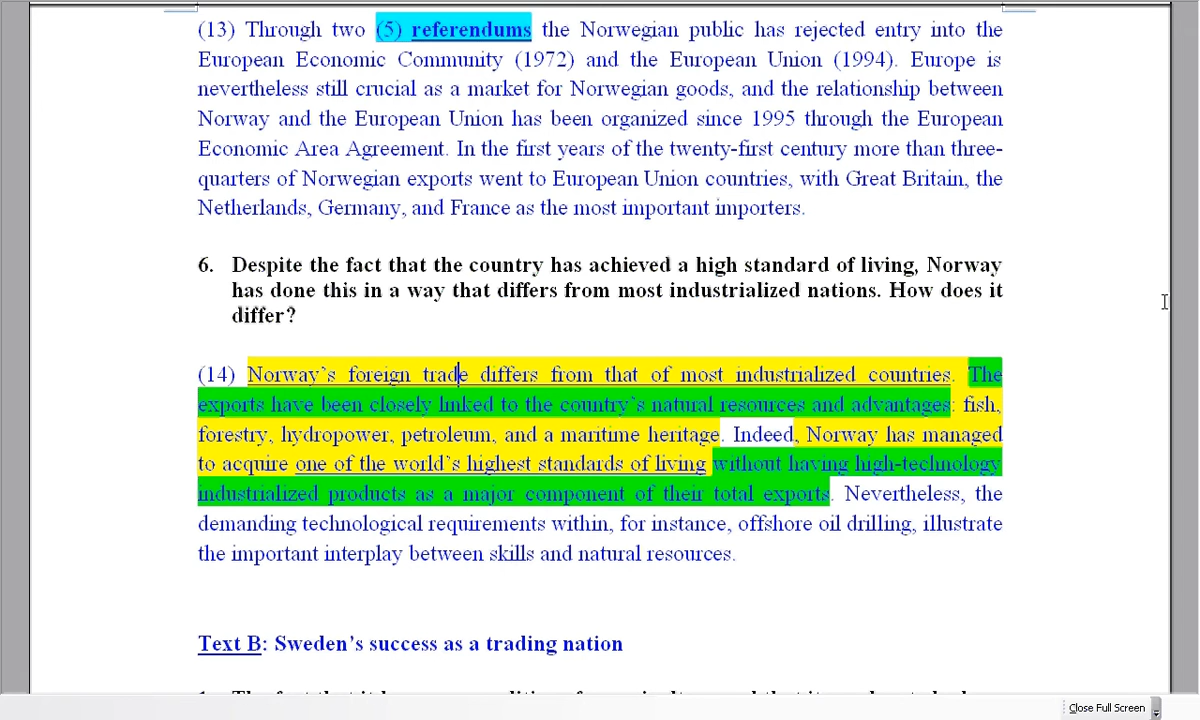 (13) Through two (5) referendums the Norwegian public has rejected entry into the
European Economic Community (1972) and the European Union (1994). Europe is
nevertheless still crucial as a market for Norwegian goods, and the relationship between
Norway and the European Union has been organized since 1995 through the European
Economic Area Agreement. In the first years of the twenty-first century more than three-
quarters of Norwegian exports went to European Union countries, with Great Britain, the
Netherlands, Germany, and France as the most important importers.
6. Despite the fact that the country has achieved a high standard of living, Norway
has done this in a way that differs from most industrialized nations. How does it
differ?
(14) Norway's foreign trade differs from that of most industrialized countries. The
exports have been closely linked to the country's natural resources and advantages: fish,
forestry, hydropower, petroleum, and a maritime heritage. Indeed, Norway has managed
to acquire one of the world's highest standards of living without having high-technology
industrialized products as a major component of their total exports. Nevertheless, the
demanding technological requirements within, for instance, offshore oil drilling, illustrate
the important interplay between skills and natural resources.
Text B: Sweden's success as a trading nation
Close Full Screen